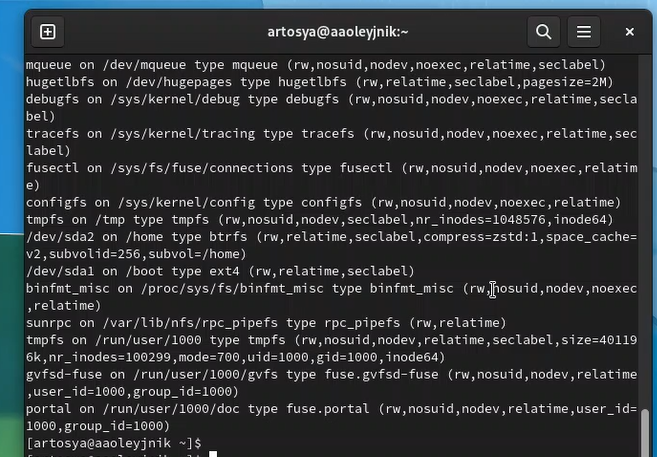 artosya@aaoleyjnik:~
mqueue on /dev/mqueue type mqueue (rw,nosuid,nodev,noexec,relatime,seclabel)
hugetlbfs on /dev/hugepages type hugetlbfs (rw,relatime,seclabel,pagesize=2M)
debugfs on /sys/kernel/debug type debugfs (rw,nosuid,nodev,noexec,relatime,secla
bel)
tracefs on /sys/kernel/tracing type tracefs (rw,nosuid,nodev,noexec,relatime,sec
label)
fusectl on /sys/fs/fuse/connections type fusectl (rw,nosuid,nodev,noexec,relatim
e)
configfs on /sys/kernel/config type configfs (rw,nosuid,nodev,noexec,relatime)
tmpfs on /tmp type tmpfs (rw,nosuid,nodev,seclabel,nr_inodes=1048576,inode64)
/dev/sda2 on /home type btrfs (rw,relatime,seclabel,compress=zstd:1,space_cache=
v2,subvolid=256,subvol=/home)
/dev/sda1 on /boot type ext4 (rw,relatime,seclabel)
binfmt_misc on /proc/sys/fs/binfmt_misc type binfmt_misc (rw,nosuid,nodev,noexec
,relatime)
sunrpc on /var/lib/nfs/rpc_pipefs type rpc_pipefs (rw,relatime)
tmpfs on /run/user/1000 type tmpfs (rw,nosuid,nodev,relatime,seclabel,size=40119
6k,nr_inodes=100299,mode=700,uid=1000,gid=1000,inode64)
gvfsd-fuse on /run/user/1000/gvfs type fuse.gvfsd-fuse (rw,nosuid,nodev,relatime
,user_id=1000,group_id=1000)
portal on /run/user/1000/doc type fuse.portal (rw,nosuid,nodev,relatime,user_id=
1000,group_id=1000)
[artosya@aaoleyjnik ~]$